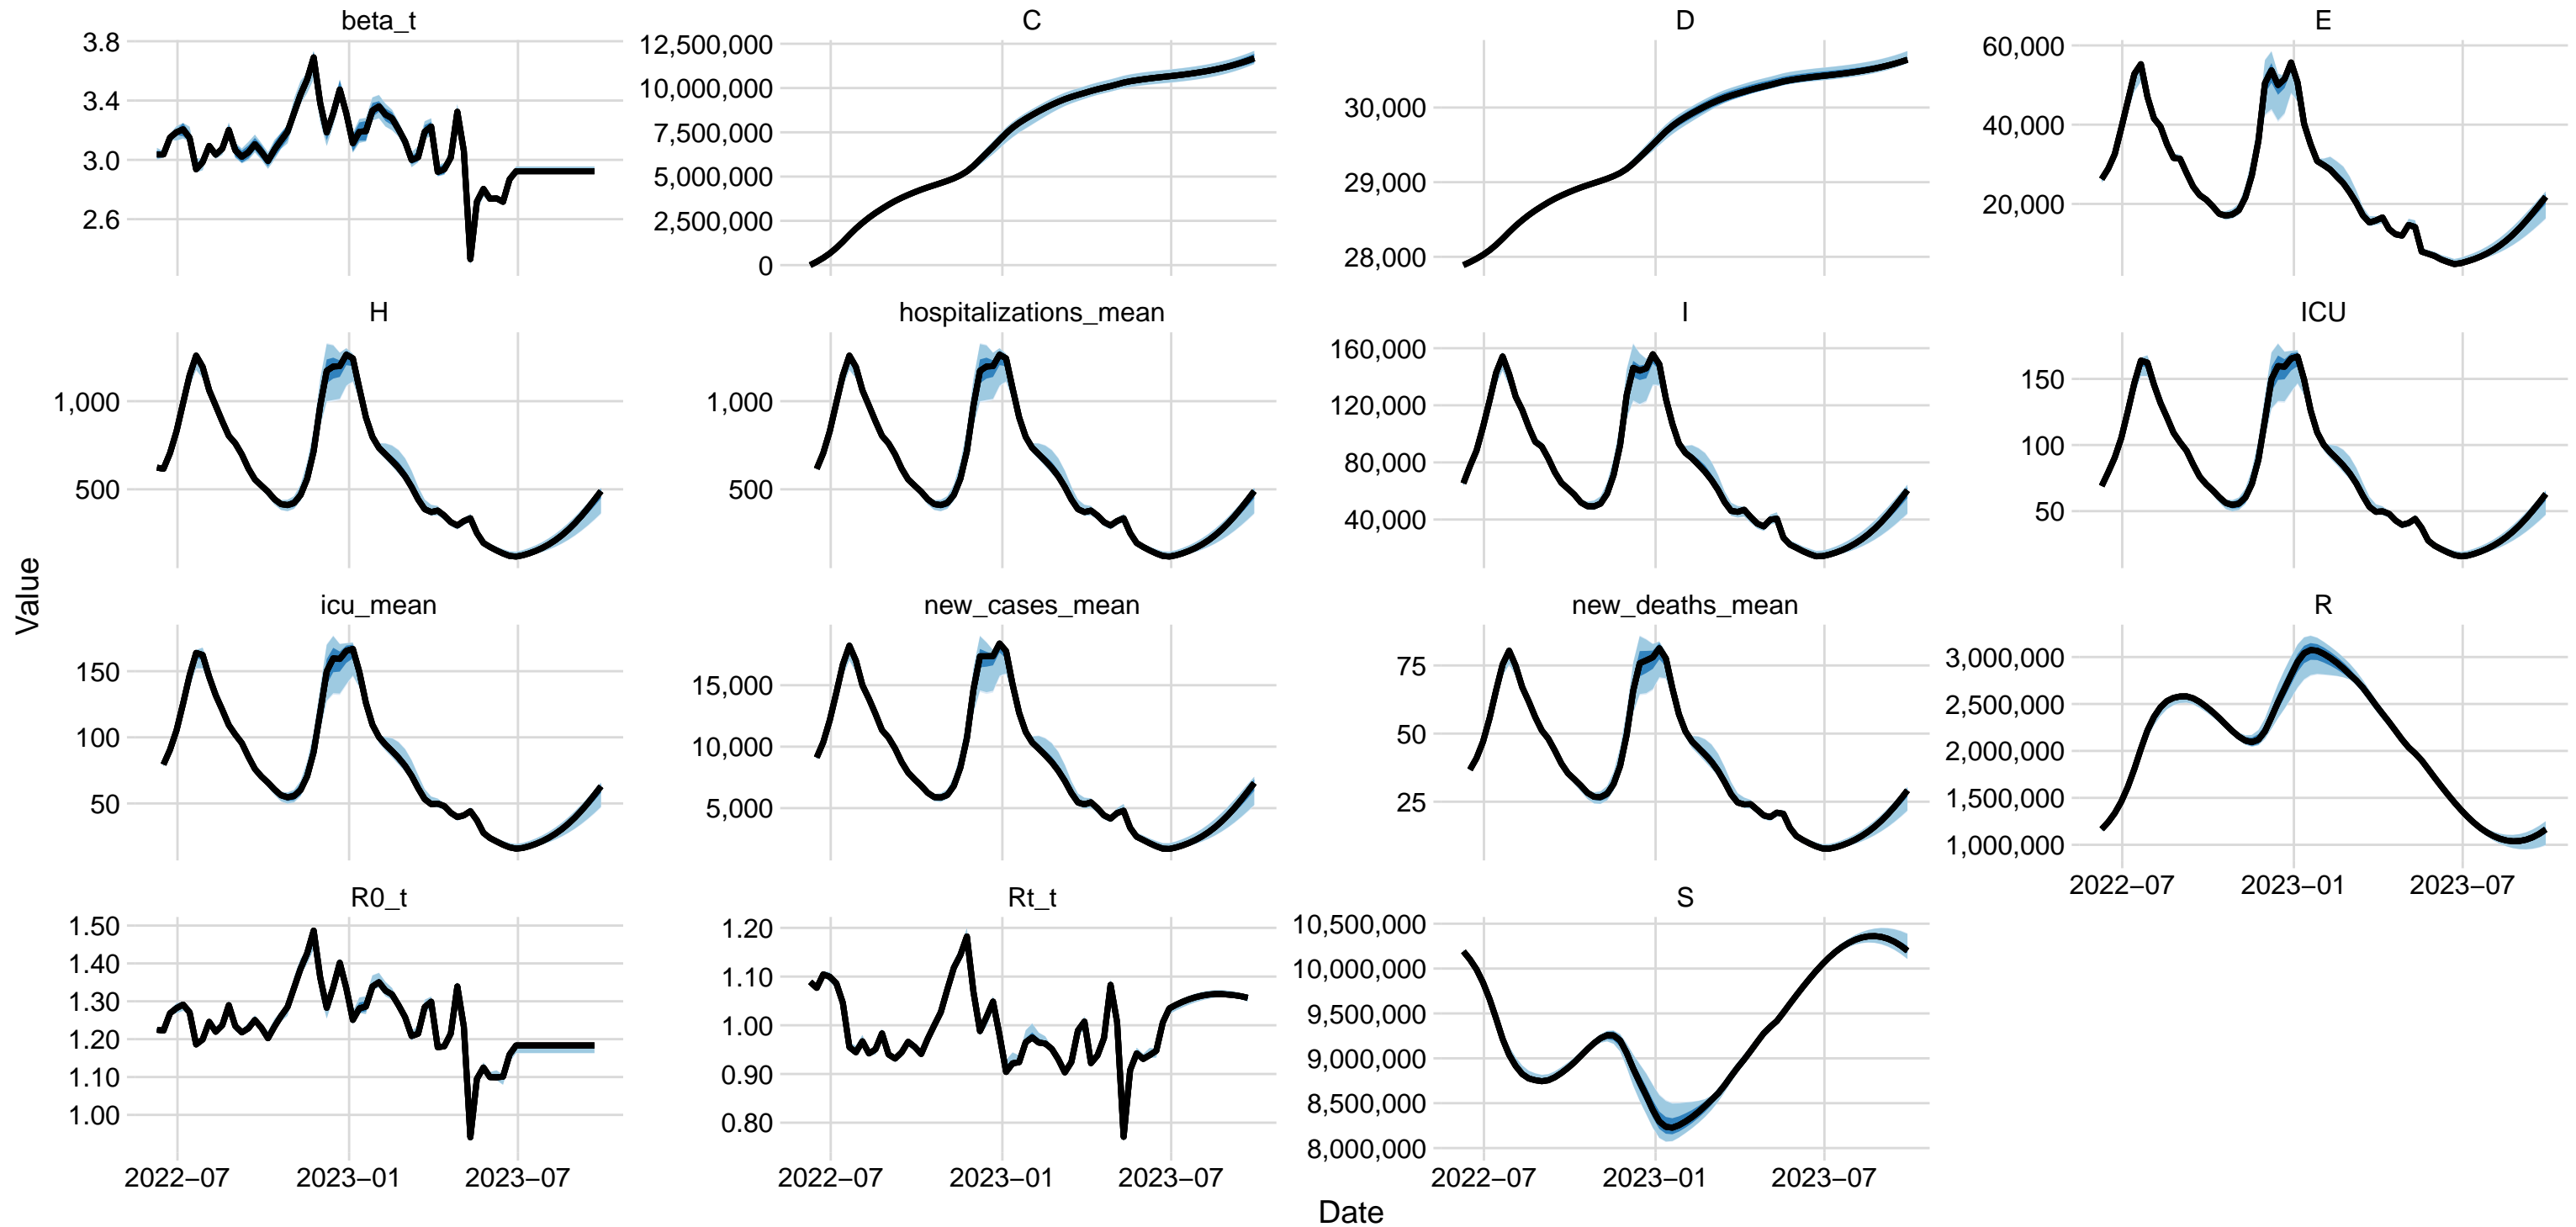 beta_t
3.8
3.4
3.0
2.6
C
12,500,000
10,000,000
7,500,000
5,000,000
2,500,000
0
D
30,000
29,000
28,000
E
60,000
40,000
20,000
H
1,000
500
hospitalizations_mean
1,000
500
I
160,000
120,000
80,000
40,000
ICU
150
100
50
Value
icu_mean
150
100
50
new_cases_mean
15,000
10,000
5,000
new_deaths_mean
75
50
25
R
3,000,000
2,500,000
2,000,000
1,500,000
1,000,000
2022−07 2023−01 2023−07
R0_t
1.50
1.40
1.30
1.20
1.10
1.00
2022−07 2023−01 2023−07
Rt_t
1.20
1.10
1.00
0.90
0.80
2022−07 2023−01 2023−07
S
10,500,000
10,000,000
9,500,000
9,000,000
8,500,000
8,000,000
2022−07 2023−01 2023−07
Date